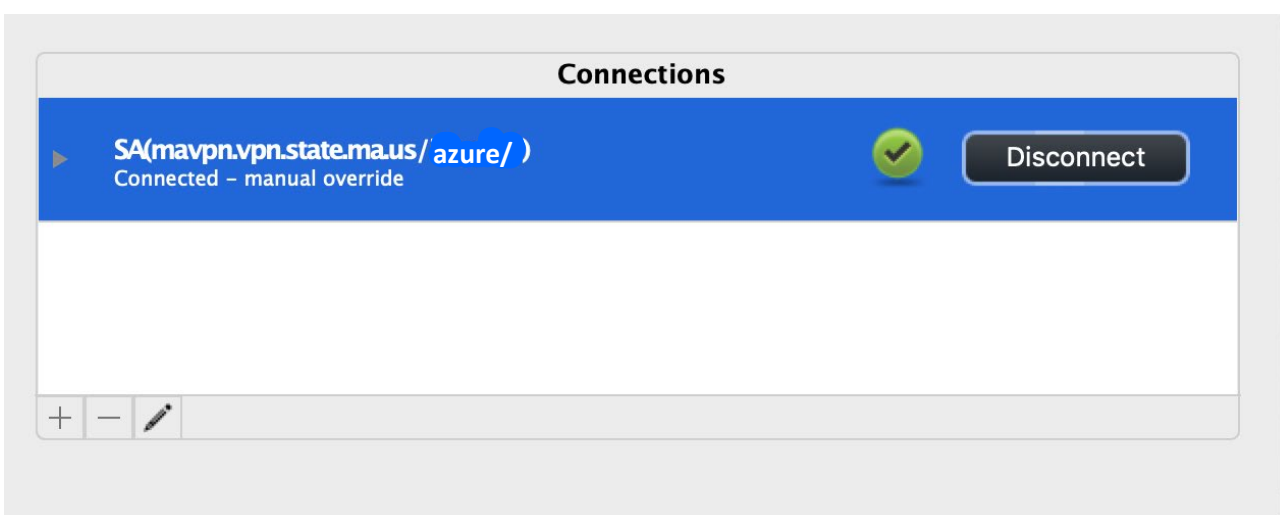 Connections
SA(mavpn.vpn.state.ma.us/azure/ )
Connected – manual override
Disconnect